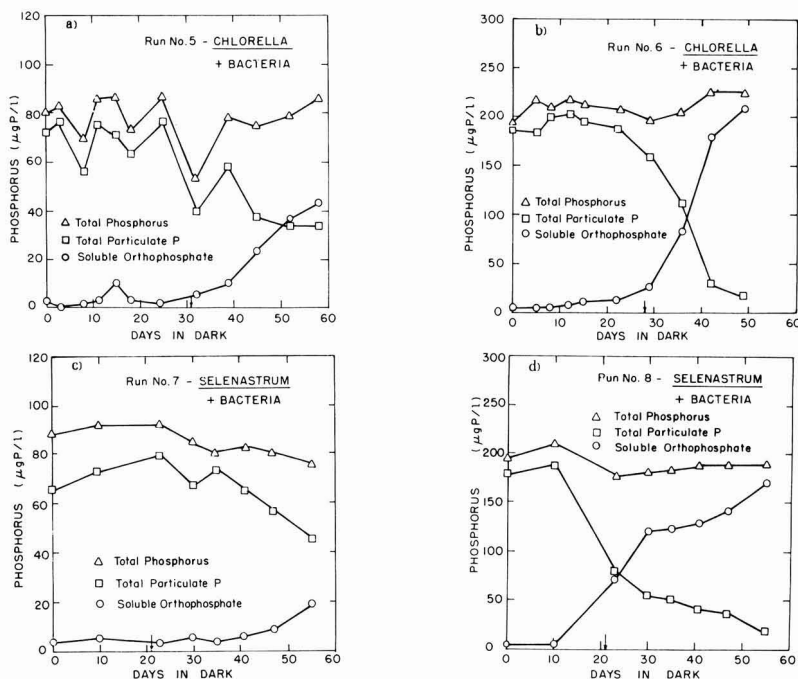 a)
Run No. 5 - CHLORELLA
+ BACTERIA
120
100
80
60
40
20
0
PHOSPHORUS (µgP/l)
Total Phosphorus
Total Particulate P
Soluble Orthophosphate
0 10 20 30 40 50 60
DAYS IN DARK
b)
Run No. 6 - CHLORELLA
+ BACTERIA
300
250
200
150
100
50
0
PHOSPHORUS (µgP/l)
Total Phosphorus
Total Particulate P
Soluble Orthophosphate
0 10 20 30 40 50 60
DAYS IN DARK
c)
Run No. 7 - SELENASTRUM
+ BACTERIA
120
100
80
60
40
20
0
PHOSPHORUS (µgP/l)
Total Phosphorus
Total Particulate P
Soluble Orthophosphate
0 10 20 30 40 50 60
DAYS IN DARK
d)
Run No. 8 - SELENASTRUM
+ BACTERIA
300
250
200
150
100
50
0
PHOSPHORUS (µgP/l)
Total Phosphorus
Total Particulate P
Soluble Orthophosphate
0 10 20 30 40 50 60
DAYS IN DARK